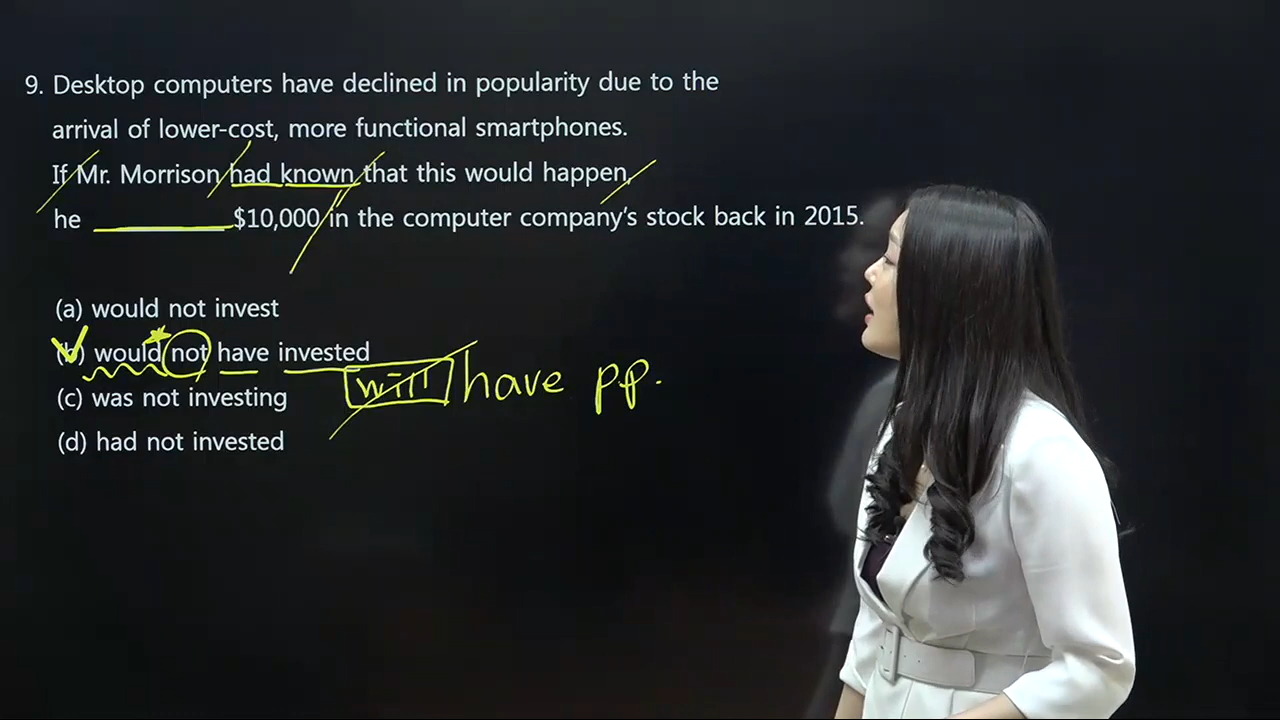 9. Desktop computers have declined in popularity due to the
arrival of lower-cost, more functional smartphones.
If Mr. Morrison had known that this would happen,
he ________ $10,000 in the computer company's stock back in 2015.
(a) would not invest
(b) would not have invested
will have pp.
(c) was not investing
(d) had not invested